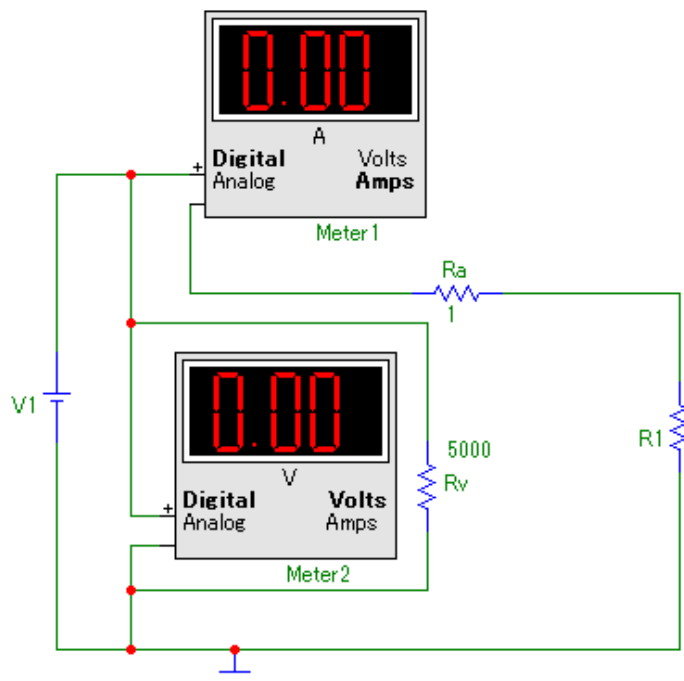 0.00
A
Digital Volts
+
Analog Amps
Meter1
Ra
1
0.00
V1
R1
5000
V
Rv
Digital Volts
+
Analog Amps
Meter2